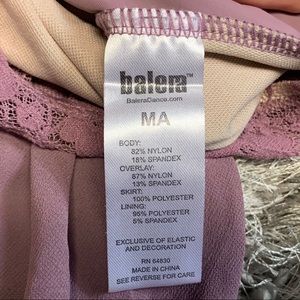 balera
BaleraDance.com
MA
BODY:
82% NYLON
18% SPANDEX
OVERLAY:
87% NYLON
13% SPANDEX
SKIRT:
100% POLYESTER
LINING:
95% POLYESTER
5% SPANDEX
EXCLUSIVE OF ELASTIC
AND DECORATION
RN 64830
MADE IN CHINA
SEE REVERSE FOR CARE